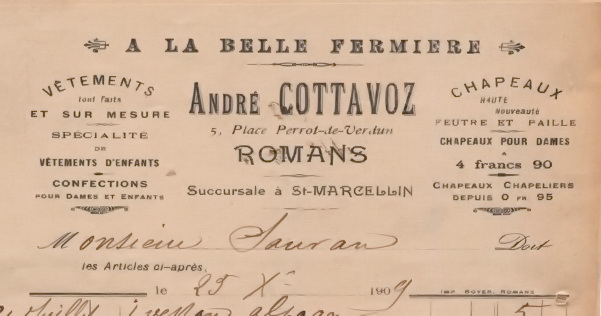 A LA BELLE FERMIERE
VÊTEMENTS
tout faits
ET SUR MESURE
SPÉCIALITÉ
DE
VÊTEMENTS D'ENFANTS
CONFECTIONS
POUR DAMES ET ENFANTS
ANDRÉ COTTAVOZ
5, Place Perrot-de-Verdun
ROMANS
Succursale à St-MARCELLIN
CHAPEAUX
HAUTE
Nouveauté
FEUTRE ET PAILLE
CHAPEAUX POUR DAMES
A
4 francs 90
CHAPEAUX CHAPELIERS
DEPUIS 0 FR. 95
Monsieur Sauvan Doit
les Articles ci-après,
le 25 Xe 1909
IMP. BOYER, ROMANS
5